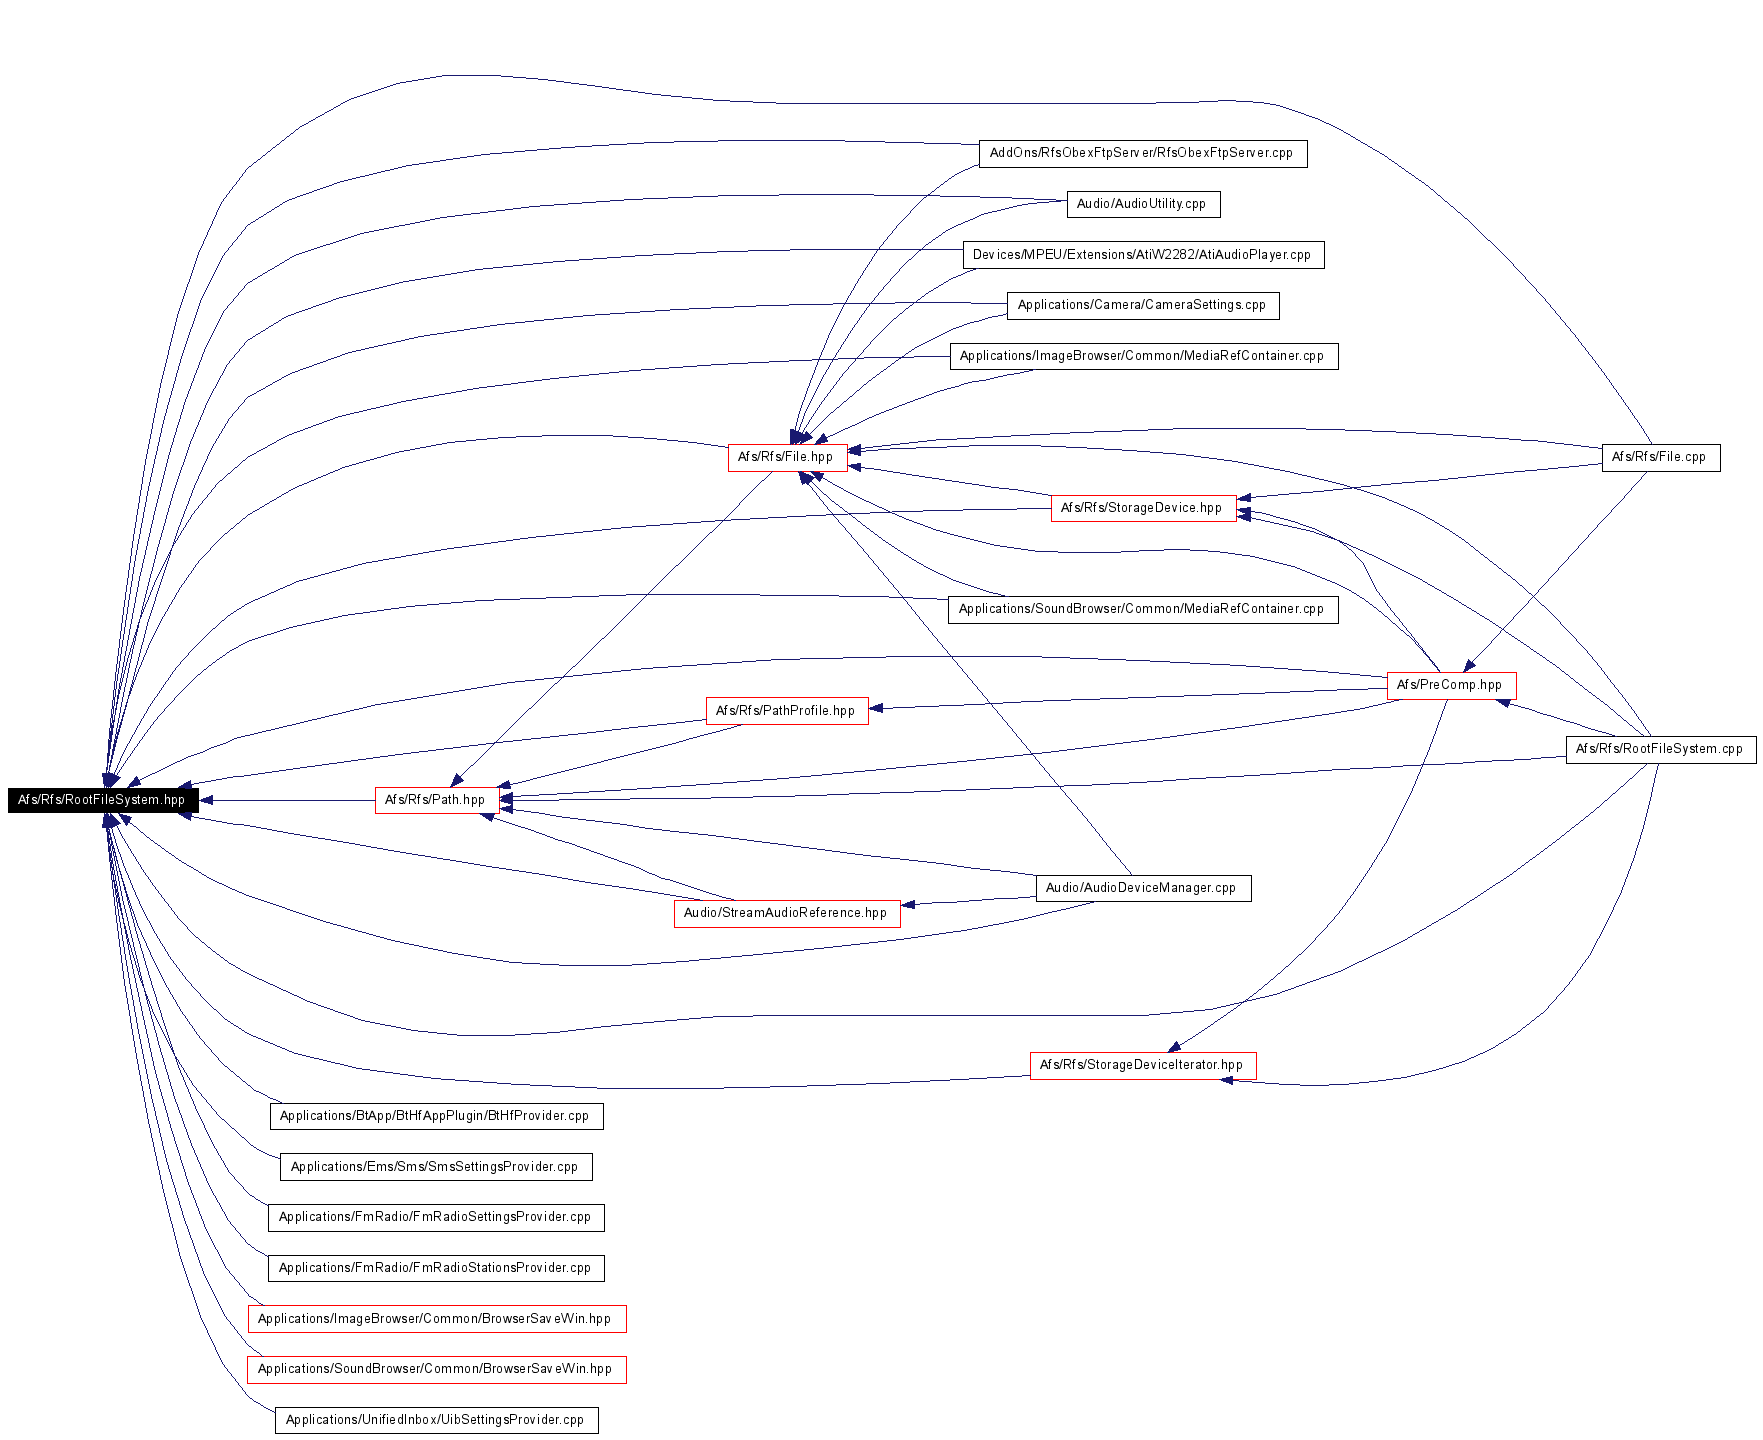 AddOns/RfsObexFtpServer/RfsObexFtpServer.cpp
Audio/AudioUtility.cpp
Devices/MPEU/Extensions/AtiW2282/AtiAudioPlayer.cpp
Applications/Camera/CameraSettings.cpp
Applications/ImageBrowser/Common/MediaRefContainer.cpp
Afs/Rfs/File.hpp
Afs/Rfs/File.cpp
Afs/Rfs/StorageDevice.hpp
Applications/SoundBrowser/Common/MediaRefContainer.cpp
Afs/PreComp.hpp
Afs/Rfs/PathProfile.hpp
Afs/Rfs/RootFileSystem.cpp
Afs/Rfs/RootFileSystem.hpp
Afs/Rfs/Path.hpp
Audio/AudioDeviceManager.cpp
Audio/StreamAudioReference.hpp
Afs/Rfs/StorageDeviceIterator.hpp
Applications/BtApp/BtHfAppPlugin/BtHfProvider.cpp
Applications/Ems/Sms/SmsSettingsProvider.cpp
Applications/FmRadio/FmRadioSettingsProvider.cpp
Applications/FmRadio/FmRadioStationsProvider.cpp
Applications/ImageBrowser/Common/BrowserSaveWin.hpp
Applications/SoundBrowser/Common/BrowserSaveWin.hpp
Applications/UnifiedInbox/UibSettingsProvider.cpp